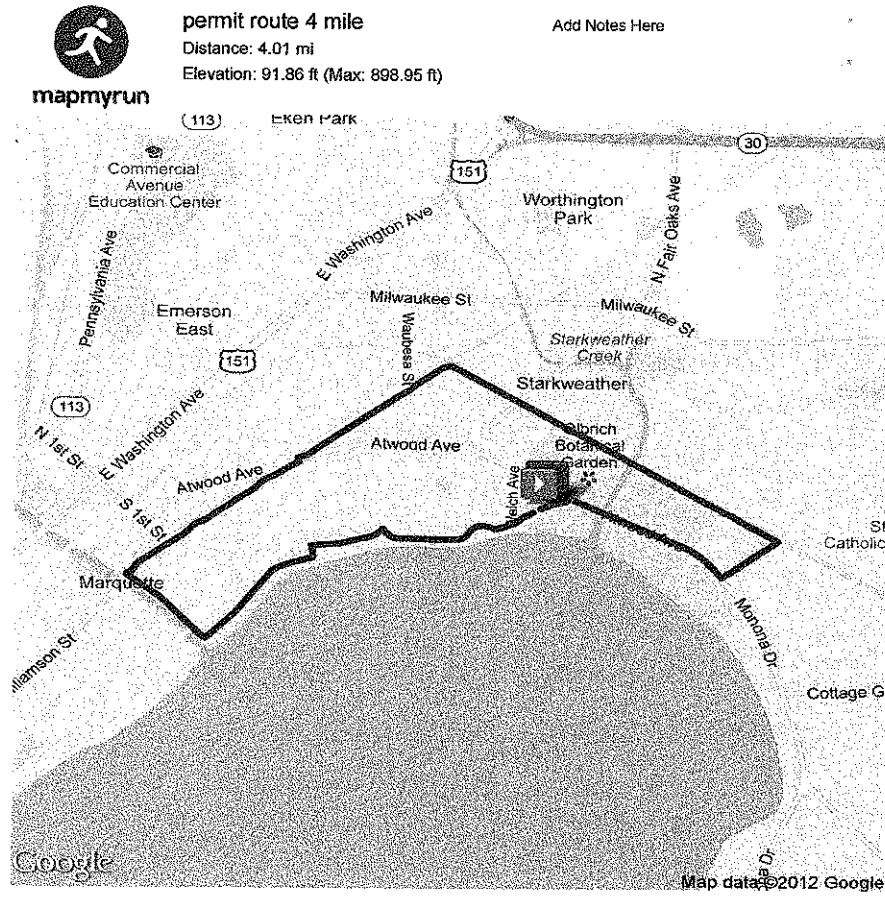 permit route 4 mile
Add Notes Here
Distance: 4.01 mi
Elevation: 91.86 ft (Max: 898.95 ft)
mapmyrun
113
Eken Park
30
Commercial
Avenue
Education Center
151
Worthington
Park
N Fair Oaks Ave
E Washington Ave
Pennsylvania Ave
Milwaukee St
Milwaukee St
Emerson
East
Waubesa St
Starkweather
Creek
151
Starkweather
113
E Washington Ave
Atwood Ave
Olbrich
Botanical
Garden
N 1st St
Atwood Ave
S 1st St
St
Catholic
Marquette
Monona Dr
Cottage G
Google
Map data ©2012 Google